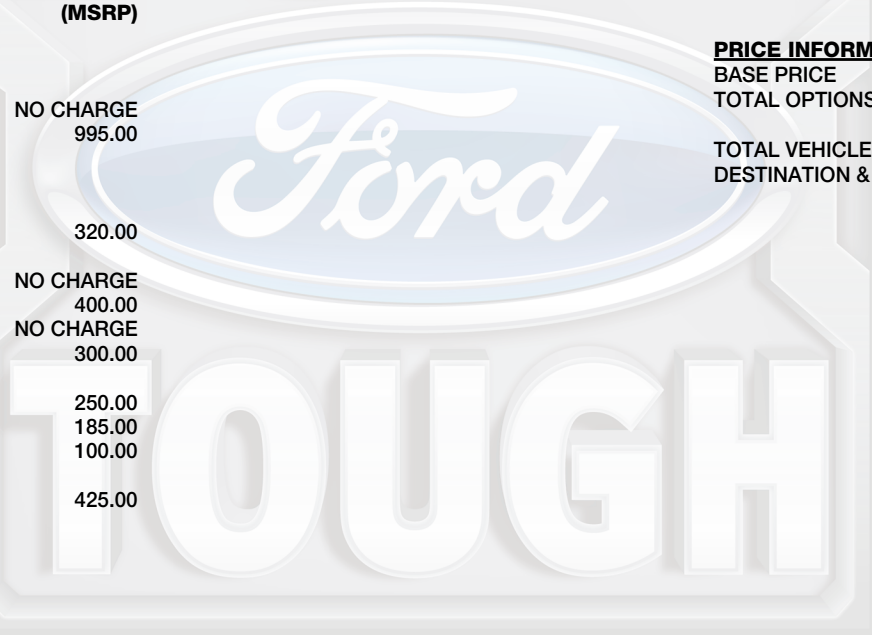 (MSRP)
NO CHARGE
995.00
320.00
NO CHARGE
400.00
NO CHARGE
300.00
250.00
185.00
100.00
425.00
PRICE INFORM
BASE PRICE
TOTAL OPTIONS
TOTAL VEHICLE
DESTINATION &
Ford
TOUGH